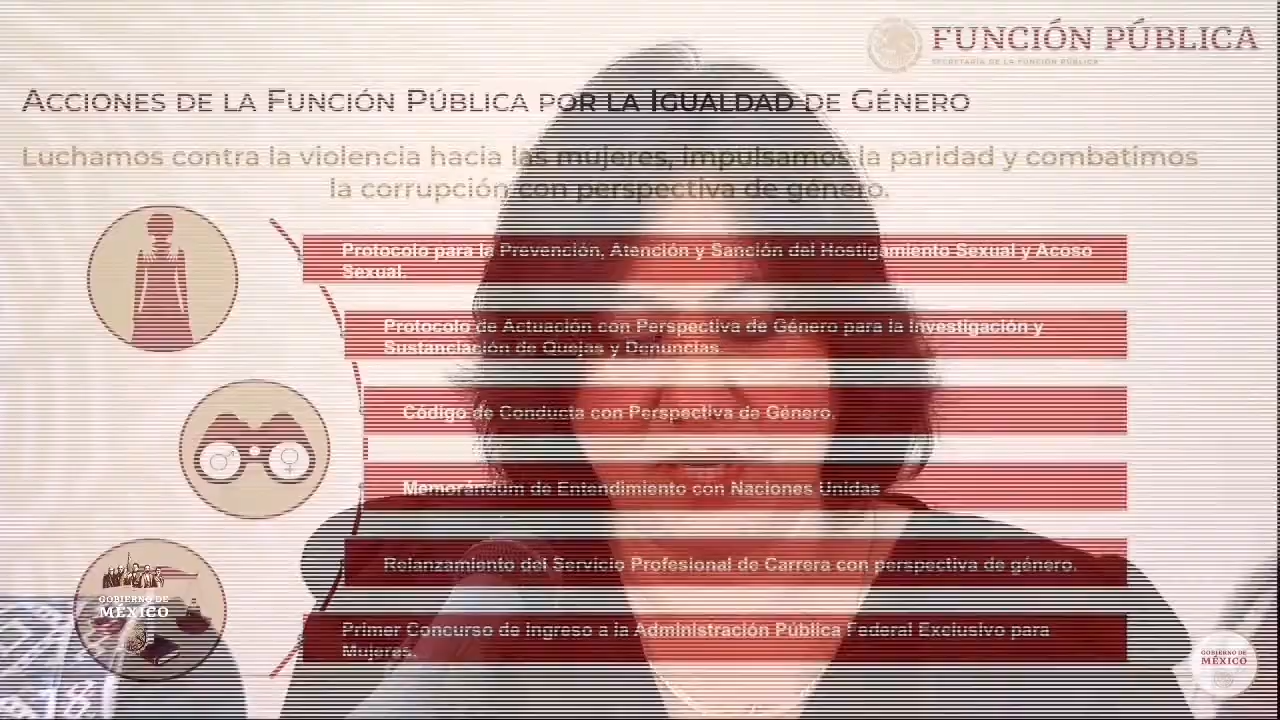 FUNCIÓN PÚBLICA
SECRETARÍA DE LA FUNCIÓN PÚBLICA
ACCIONES DE LA FUNCIÓN PÚBLICA POR LA IGUALDAD DE GÉNERO
Luchamos contra la violencia hacia las mujeres, impulsamos la paridad y combatimos
la corrupción con perspectiva de género.
Protocolo para la Prevención, Atención y Sanción del Hostigamiento Sexual y Acoso
Sexual.
Protocolo de Actuación con Perspectiva de Género para la Investigación y
Sustanciación de Quejas y Denuncias.
Código de Conducta con Perspectiva de Género.
Memorándum de Entendimiento con Naciones Unidas
Relanzamiento del Servicio Profesional de Carrera con perspectiva de género.
Primer Concurso de ingreso a la Administración Pública Federal Exclusivo para
Mujeres.
GOBIERNO DE
MÉXICO
GOBIERNO DE
MÉXICO